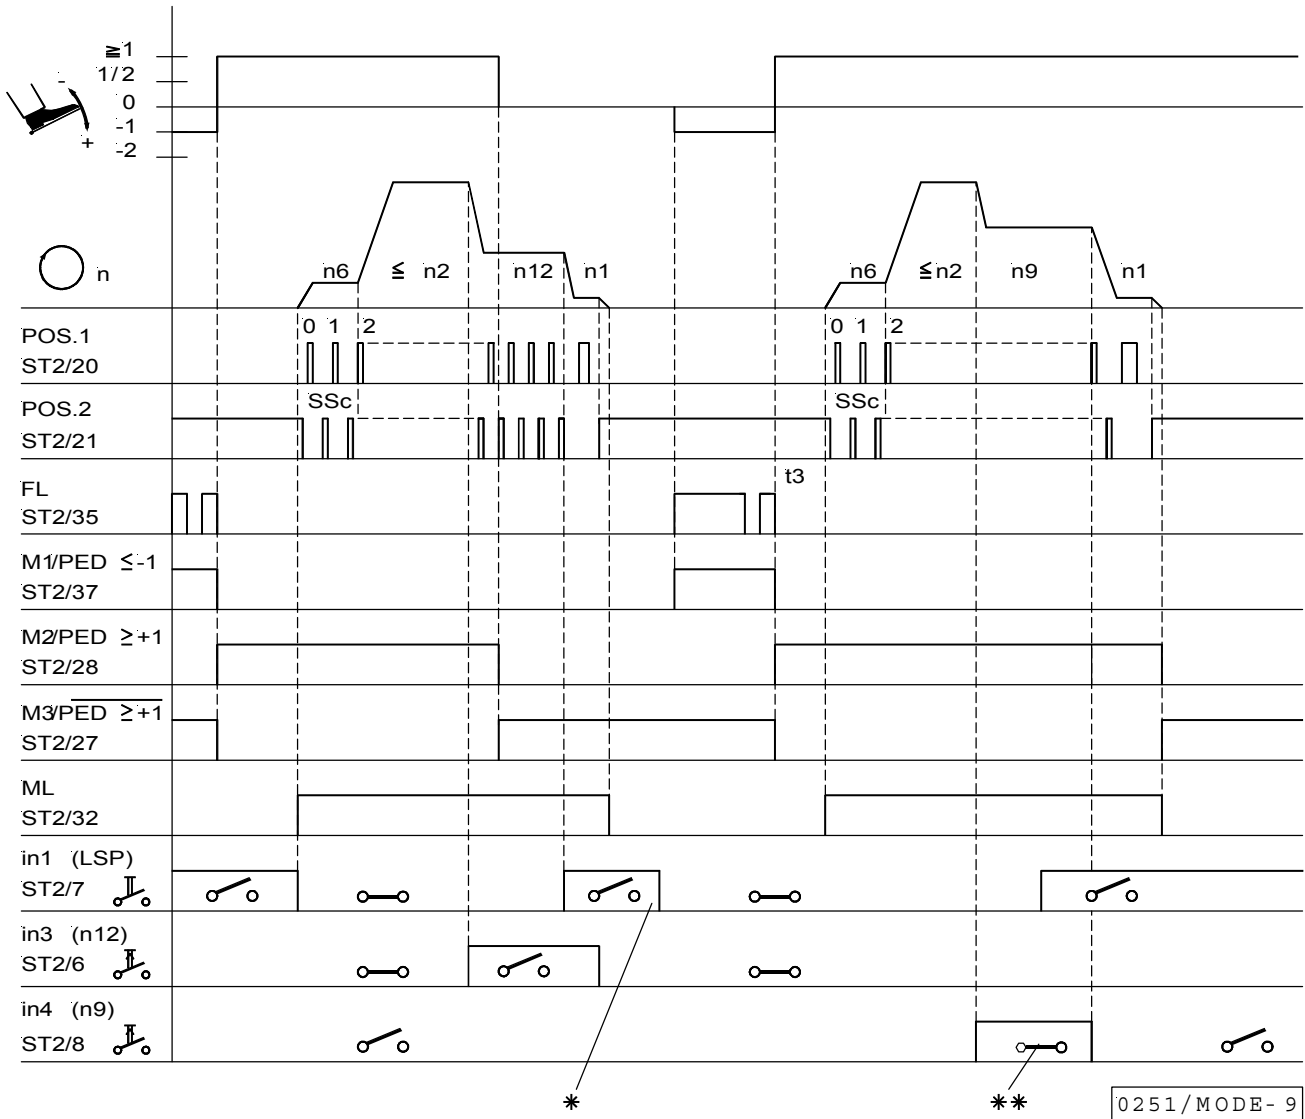 ≧1
1/2
0
-1
-2
-
+
n
n6 ≦ n2 n12 n1 n6 ≦n2 n9 n1
POS.1
ST2/20
0 1 2 0 1 2
POS.2
ST2/21
SSc SSc
FL
ST2/35
t3
M1/PED ≤-1
ST2/37
M2/PED ≥+1
ST2/28
M3/PED ≥+1
ST2/27
ML
ST2/32
in1 (LSP)
ST2/7
in3 (n12)
ST2/6
in4 (n9)
ST2/8
* **
0251/MODE-9